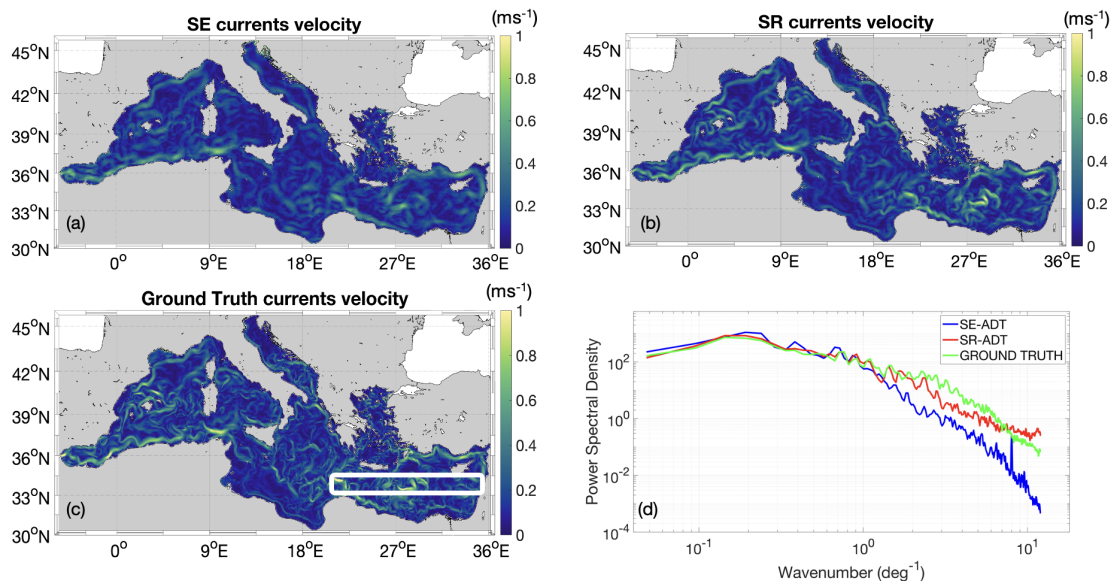 SE currents velocity
(ms⁻¹)
45°N
42°N
39°N
36°N
33°N
30°N
(a)
0°
9°E
18°E
27°E
36°E
1
0.8
0.6
0.4
0.2
0
SR currents velocity
(ms⁻¹)
45°N
42°N
39°N
36°N
33°N
30°N
(b)
0°
9°E
18°E
27°E
36°E
1
0.8
0.6
0.4
0.2
0
Ground Truth currents velocity
(ms⁻¹)
45°N
42°N
39°N
36°N
33°N
30°N
(c)
0°
9°E
18°E
27°E
36°E
1
0.8
0.6
0.4
0.2
0
SE-ADT
SR-ADT
GROUND TRUTH
Power Spectral Density
10²
10⁰
10⁻²
10⁻⁴
(d)
10⁻¹
10⁰
10¹
Wavenumber (deg⁻¹)